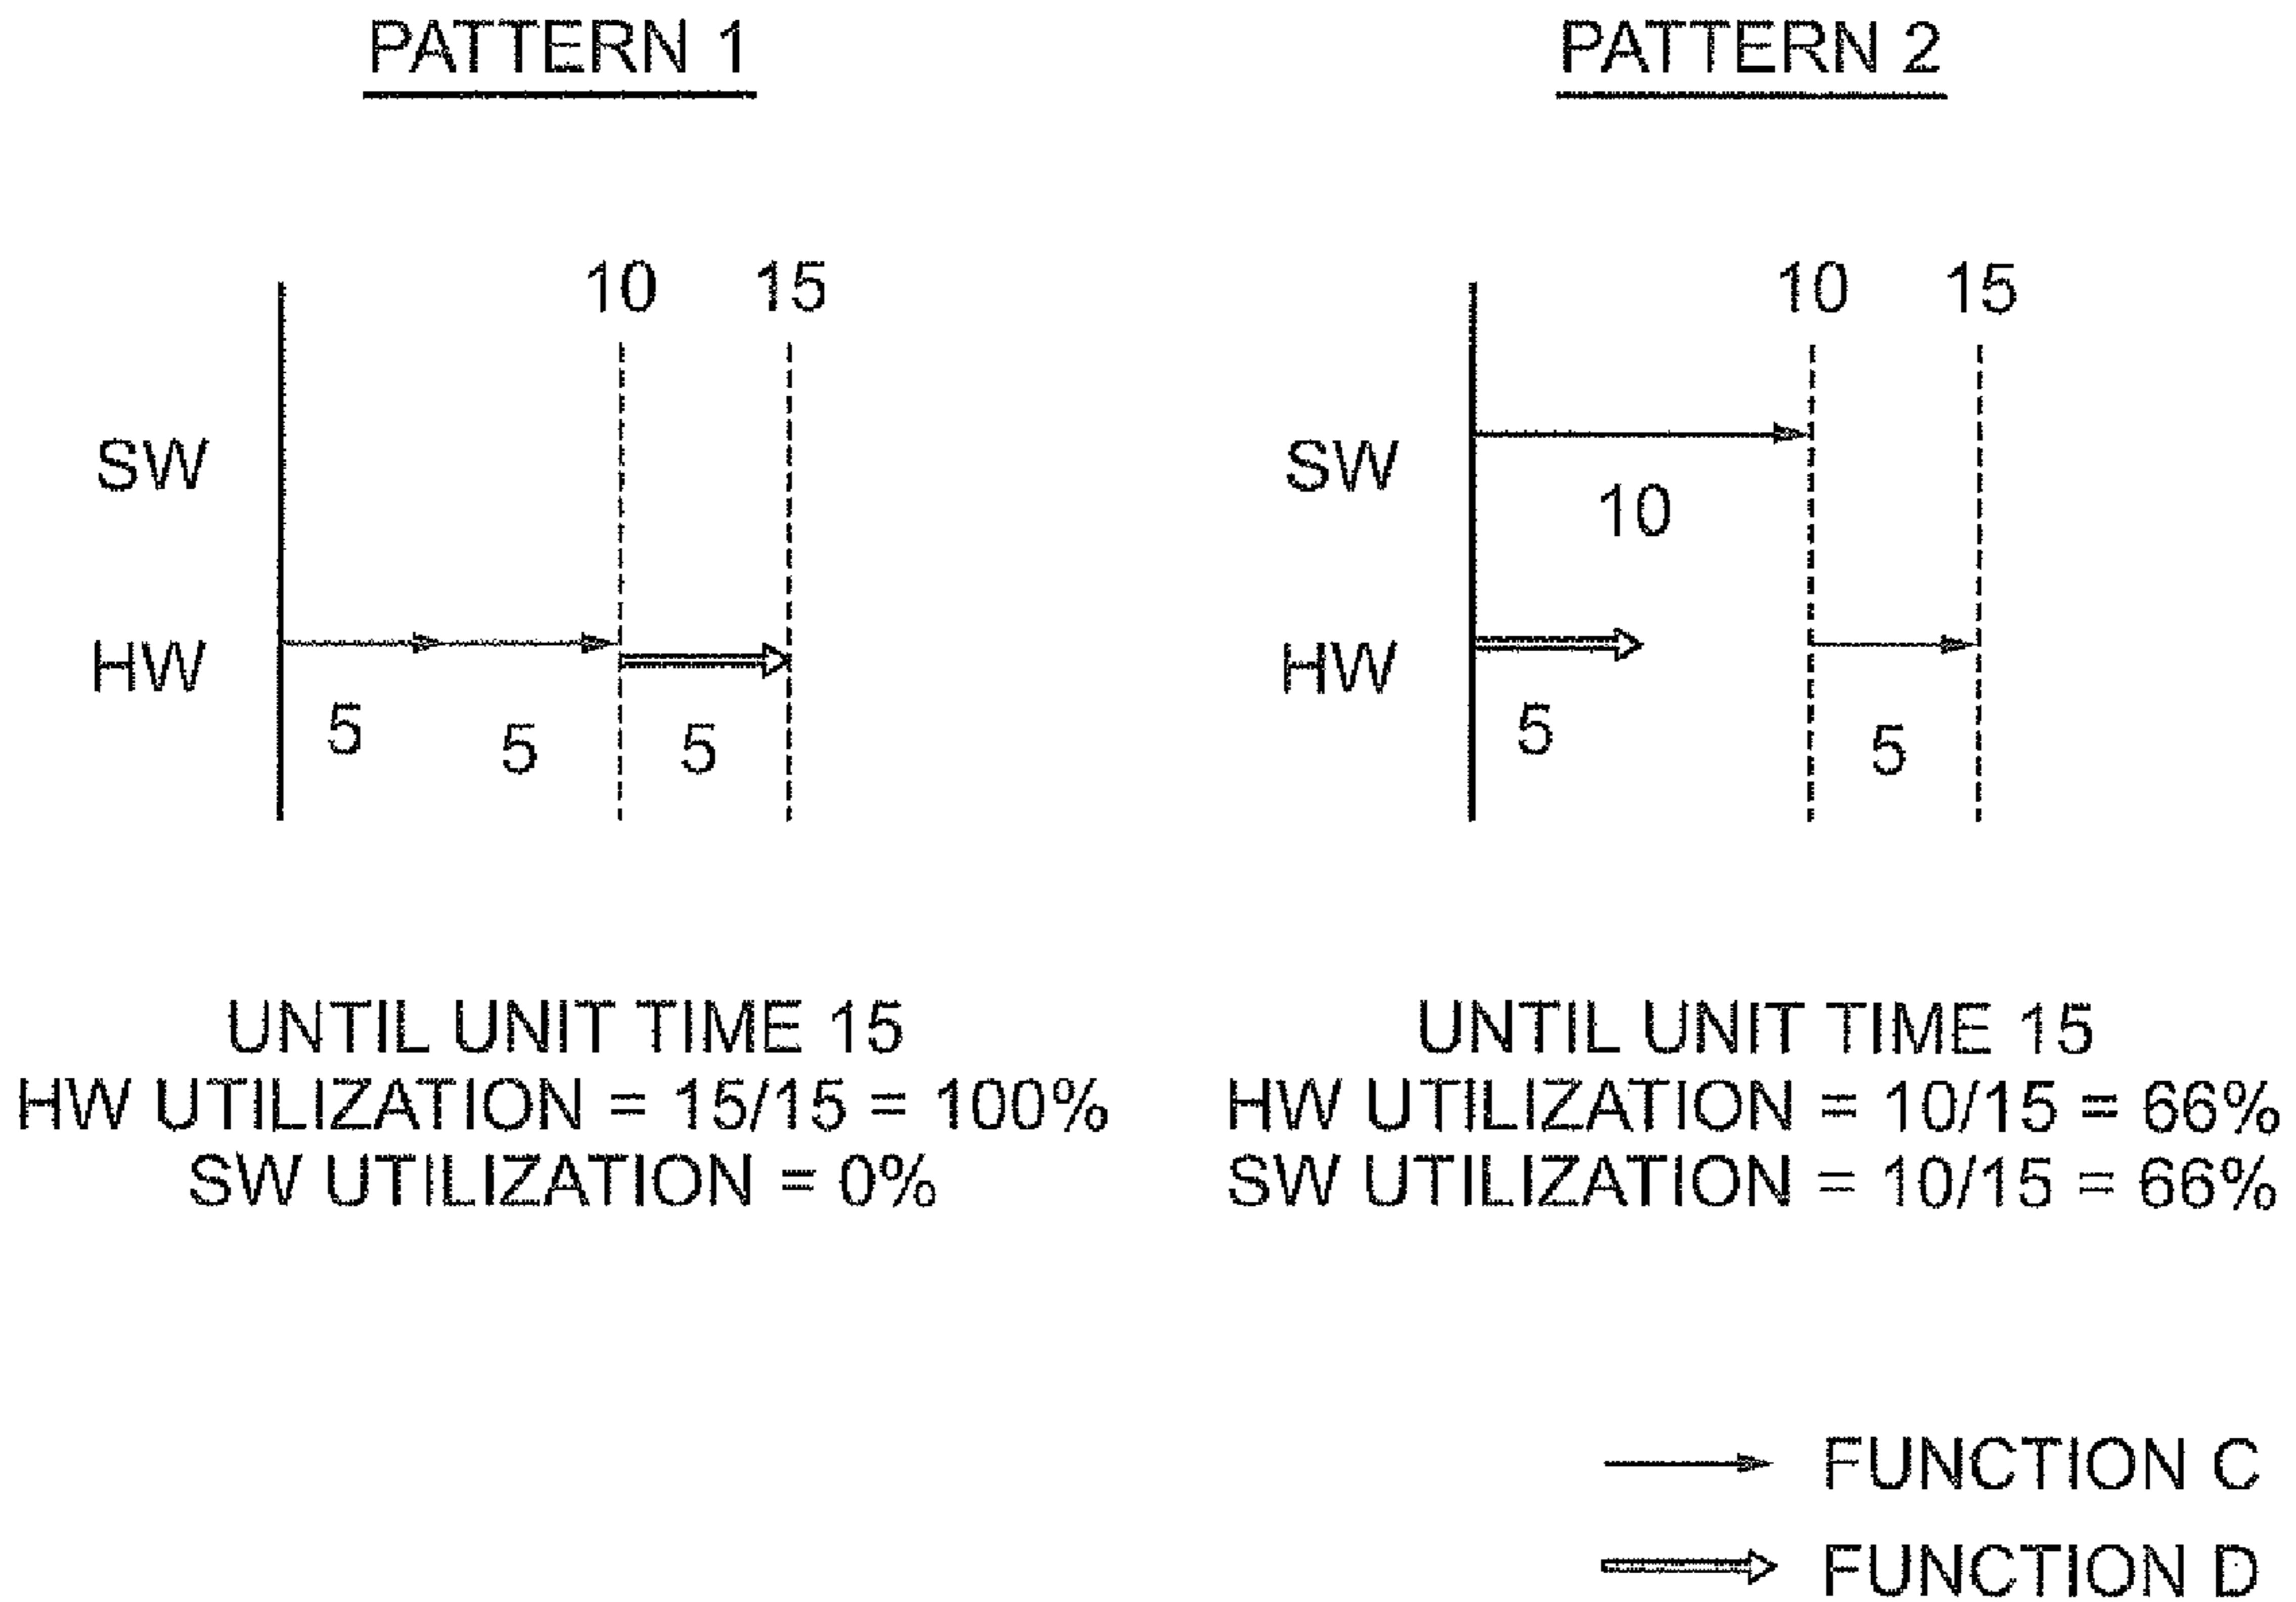 PATTERN 1
10 15
SW
HW
5 5 5
UNTIL UNIT TIME 15
HW UTILIZATION = 15/15 = 100%
SW UTILIZATION = 0%
PATTERN 2
10 15
SW
10
HW
5 5
UNTIL UNIT TIME 15
HW UTILIZATION = 10/15 = 66%
SW UTILIZATION = 10/15 = 66%
FUNCTION C
FUNCTION D